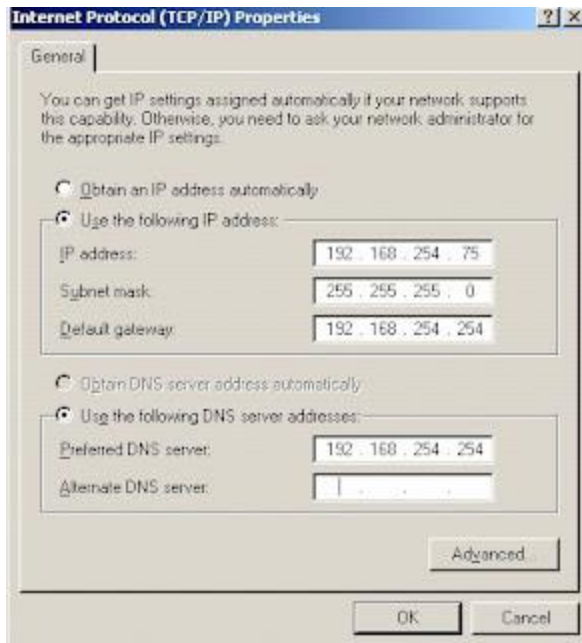 Internet Protocol (TCP/IP) Properties
General
You can get IP settings assigned automatically if your network supports
this capability. Otherwise, you need to ask your network administrator for
the appropriate IP settings.
Obtain an IP address automatically
Use the following IP address:
IP address: 192 . 168 . 254 . 75
Subnet mask: 255 . 255 . 255 . 0
Default gateway: 192 . 168 . 254 . 254
Obtain DNS server address automatically
Use the following DNS server addresses:
Preferred DNS server: 192 . 168 . 254 . 254
Alternate DNS server: . . .
Advanced...
OK Cancel